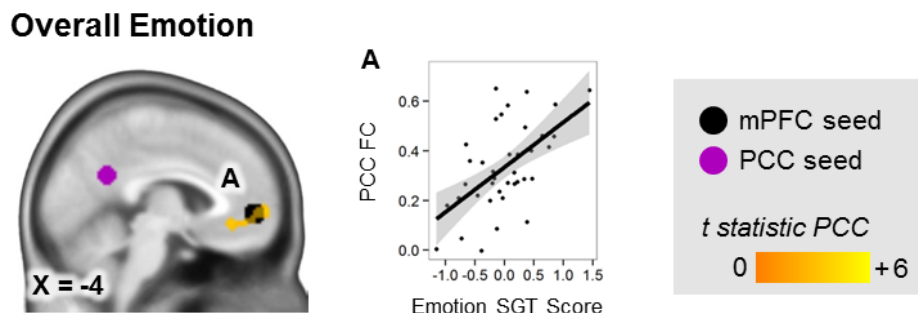 Overall Emotion
A
X = -4
A
PCC FC
0.6
0.4
0.2
0.0
-1.0 -0.5 0.0 0.5 1.0 1.5
Emotion SGT Score
mPFC seed
PCC seed
t statistic PCC
0 +6